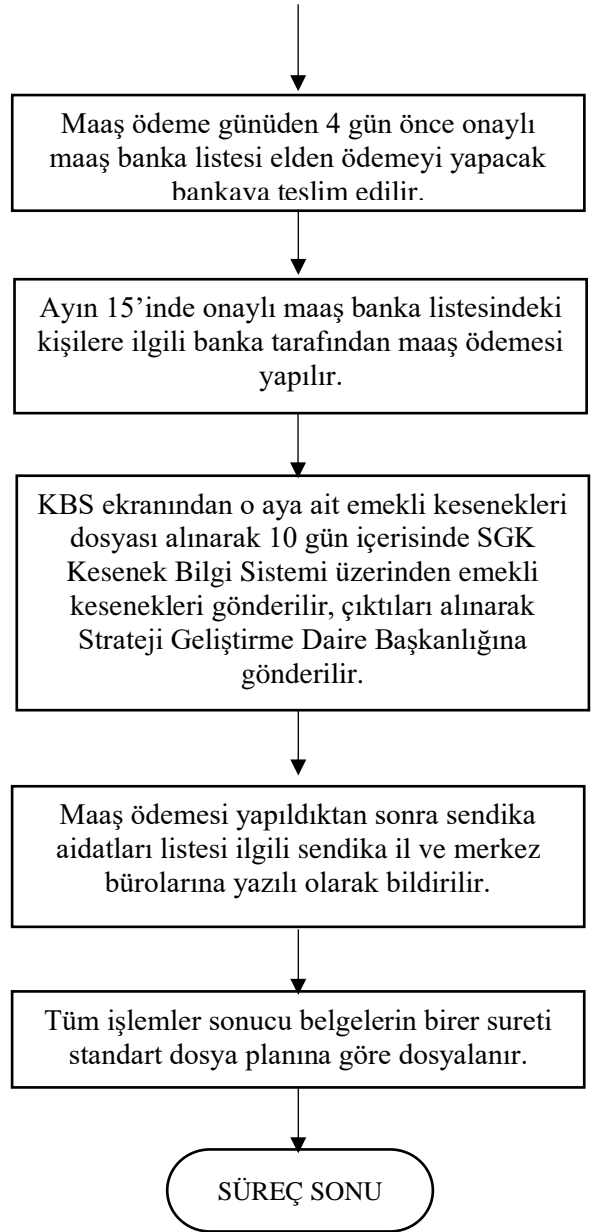 Maaş ödeme günüden 4 gün önce onaylı
maaş banka listesi elden ödemeyi yapacak
bankaya teslim edilir.
Ayın 15’inde onaylı maaş banka listesindeki
kişilere ilgili banka tarafından maaş ödemesi
yapılır.
KBS ekranından o aya ait emekli kesenekleri
dosyası alınarak 10 gün içerisinde SGK
Kesenek Bilgi Sistemi üzerinden emekli
kesenekleri gönderilir, çıktıları alınarak
Strateji Geliştirme Daire Başkanlığına
gönderilir.
Maaş ödemesi yapıldıktan sonra sendika
aidatları listesi ilgili sendika il ve merkez
bürolarına yazılı olarak bildirilir.
Tüm işlemler sonucu belgelerin birer sureti
standart dosya planına göre dosyalanır.
SÜREÇ SONU